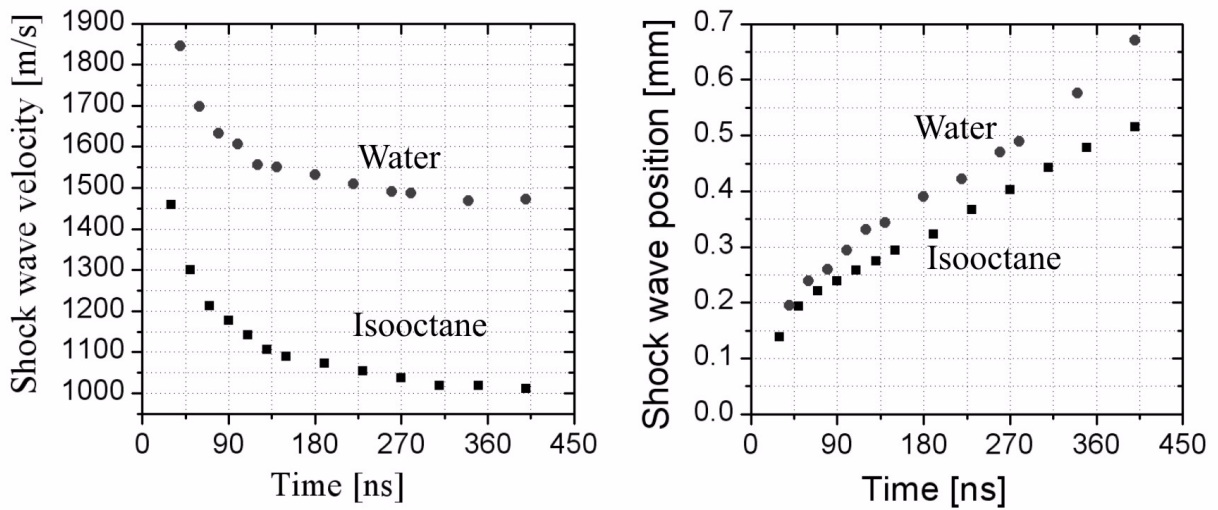 Shock wave velocity [m/s]
1900
1800
1700
1600
1500
1400
1300
1200
1100
1000
Water
Isooctane
0 90 180 270 360 450
Time [ns]
Shock wave position [mm]
0.7
0.6
0.5
0.4
0.3
0.2
0.1
0.0
Water
Isooctane
0 90 180 270 360 450
Time [ns]